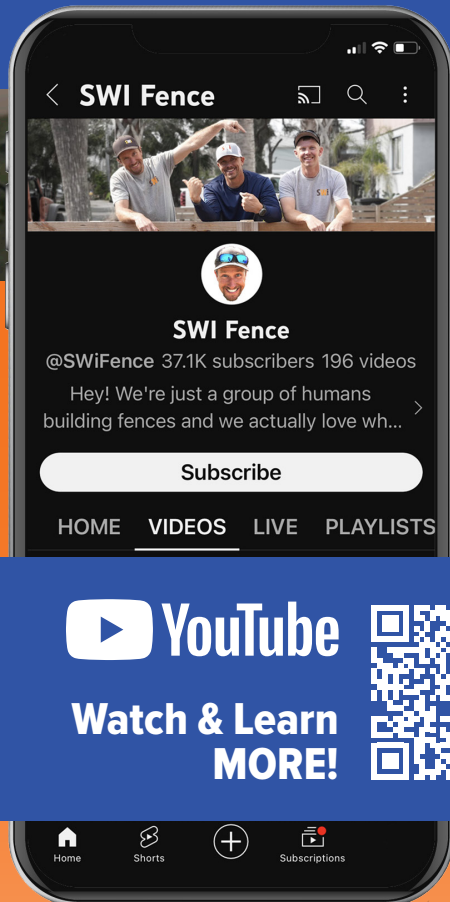 SWI Fence
SWI Fence
@SWiFence 37.1K subscribers 196 videos
Hey! We're just a group of humans
building fences and we actually love wh...
Subscribe
HOME VIDEOS LIVE PLAYLISTS
YouTube
Watch & Learn
MORE!
Home Shorts Subscriptions